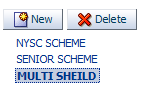 New Delete
NYSC SCHEME
SENIOR SCHEME
MULTI SHEILD